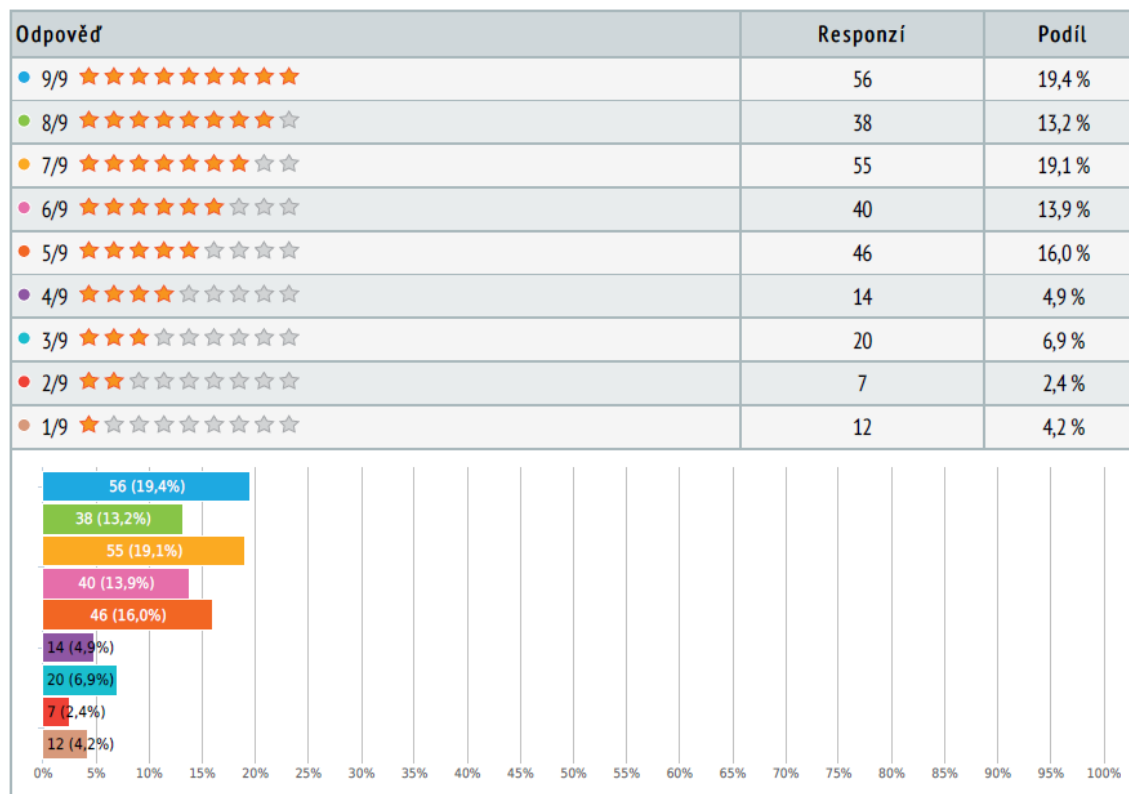 Odpověď Responzí Podíl
9/9 56 19,4 %
8/9 38 13,2 %
7/9 55 19,1 %
6/9 40 13,9 %
5/9 46 16,0 %
4/9 14 4,9 %
3/9 20 6,9 %
2/9 7 2,4 %
1/9 12 4,2 %
56 (19,4%)
38 (13,2%)
55 (19,1%)
40 (13,9%)
46 (16,0%)
14 (4,9%)
20 (6,9%)
7 (2,4%)
12 (4,2%)
0% 5% 10% 15% 20% 25% 30% 35% 40% 45% 50% 55% 60% 65% 70% 75% 80% 85% 90% 95% 100%